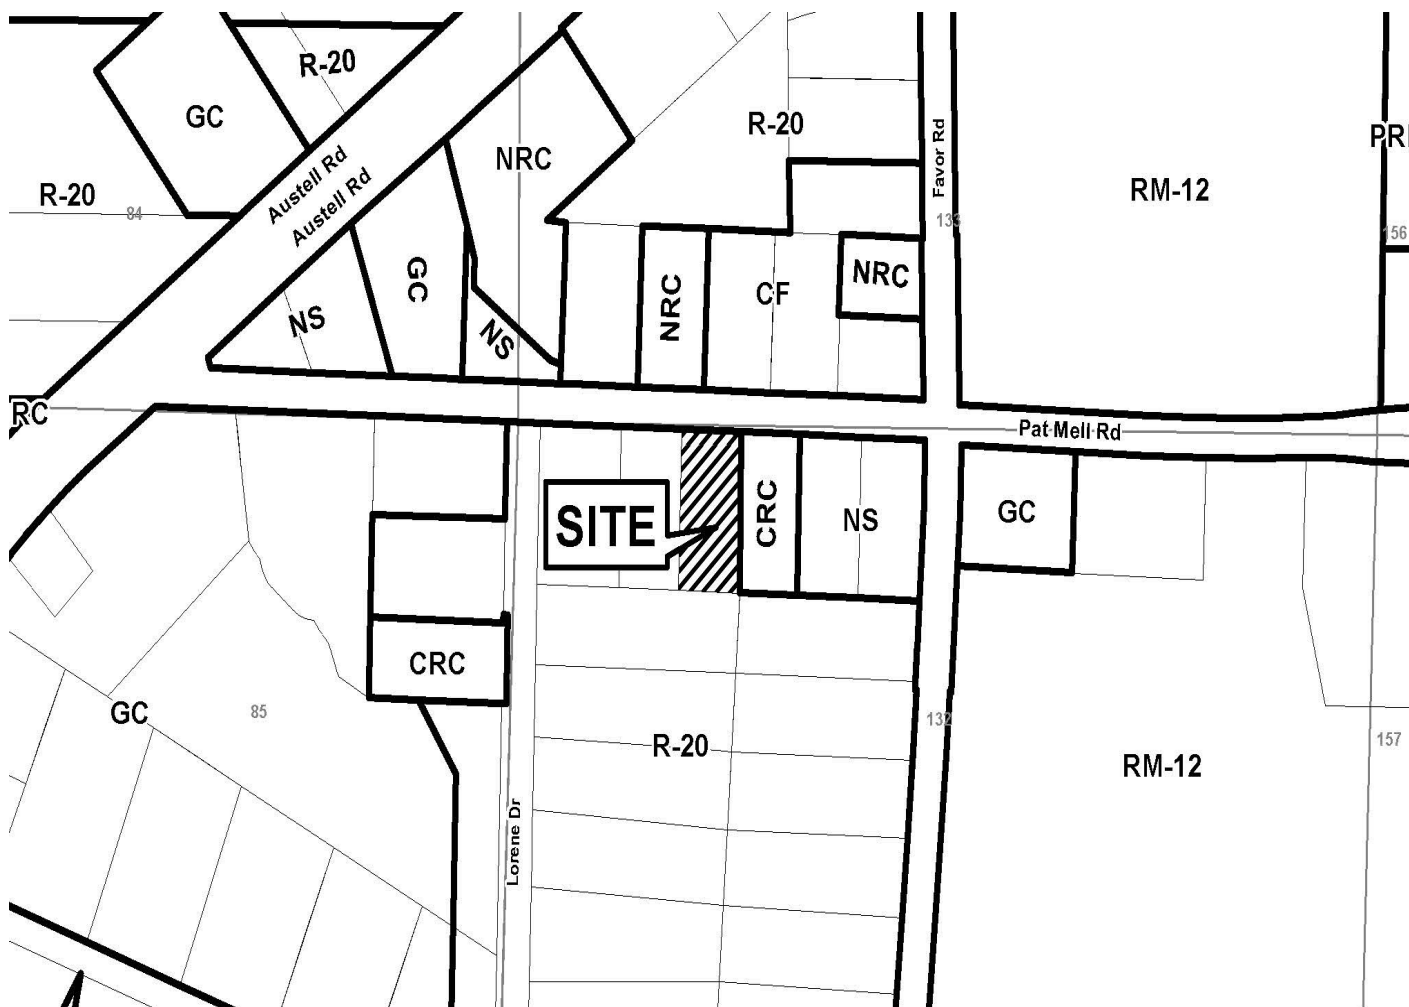 R-20
GC
R-20
NRC
R-20
Favor Rd
RM-12
PRI
R-20
84
Austell Rd
Austell Rd
133
156
GC
NS
NS
NRC
CF
NRC
RC
Pat Mell Rd
SITE
CRC
NS
GC
CRC
GC
85
R-20
132
RM-12
157
Lorene Dr